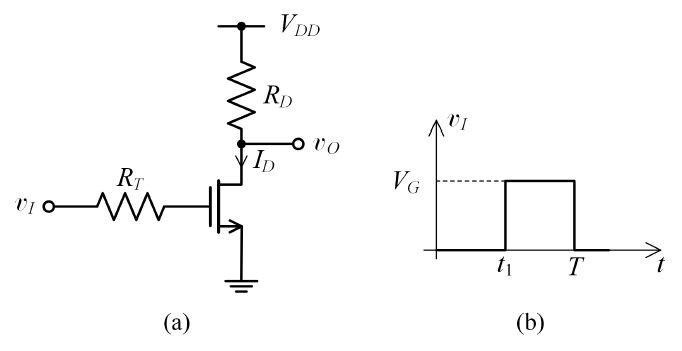 V_DD
R_D
v_O
I_D
R_T
v_I
(a)
v_I
V_G
t_1
T
t
(b)